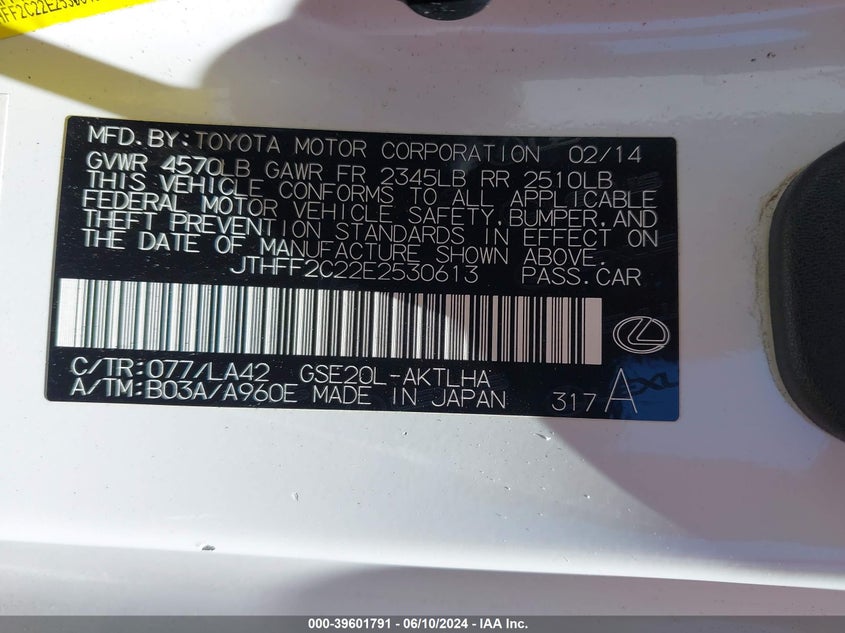 MFD.BY:TOYOTA MOTOR CORPORATION 02/14
GVWR 4570LB GAWR FR 2345LB RR 2510LB
THIS VEHICLE CONFORMS TO ALL APPLICABLE
FEDERAL MOTOR VEHICLE SAFETY, BUMPER, AND
THEFT PREVENTION STANDARDS IN EFFECT ON
THE DATE OF MANUFACTURE SHOWN ABOVE.
JTHFF2C22E2530613 PASS.CAR
C/TR:077/LA42 GSE20L-AKTLHA
A/TM:B03A/A960E MADE IN JAPAN 317 A
000-39601791 - 06/10/2024 - IAA Inc.